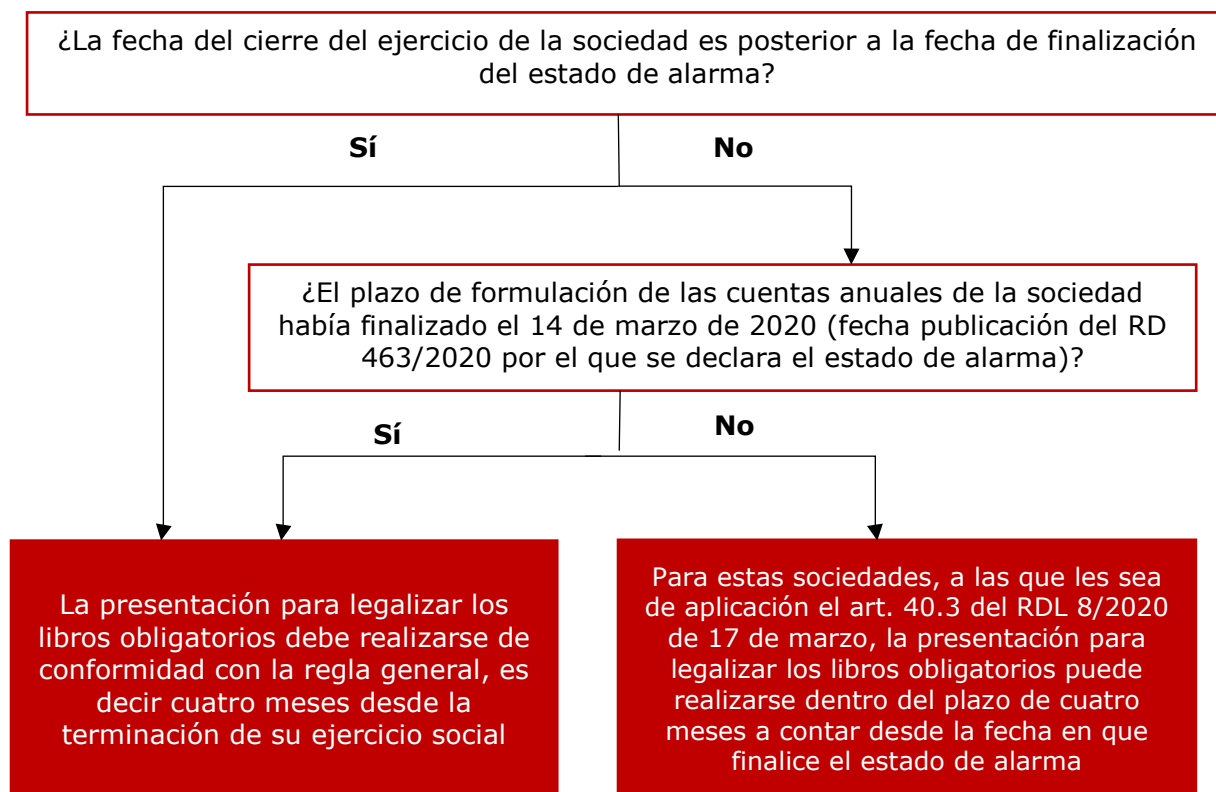 ¿La fecha del cierre del ejercicio de la sociedad es posterior a la fecha de finalización
del estado de alarma?
Sí
No
¿El plazo de formulación de las cuentas anuales de la sociedad
había finalizado el 14 de marzo de 2020 (fecha publicación del RD
463/2020 por el que se declara el estado de alarma)?
Sí
No
La presentación para legalizar los
libros obligatorios debe realizarse de
conformidad con la regla general, es
decir cuatro meses desde la
terminación de su ejercicio social
Para estas sociedades, a las que les sea
de aplicación el art. 40.3 del RDL 8/2020
de 17 de marzo, la presentación para
legalizar los libros obligatorios puede
realizarse dentro del plazo de cuatro
meses a contar desde la fecha en que
finalice el estado de alarma